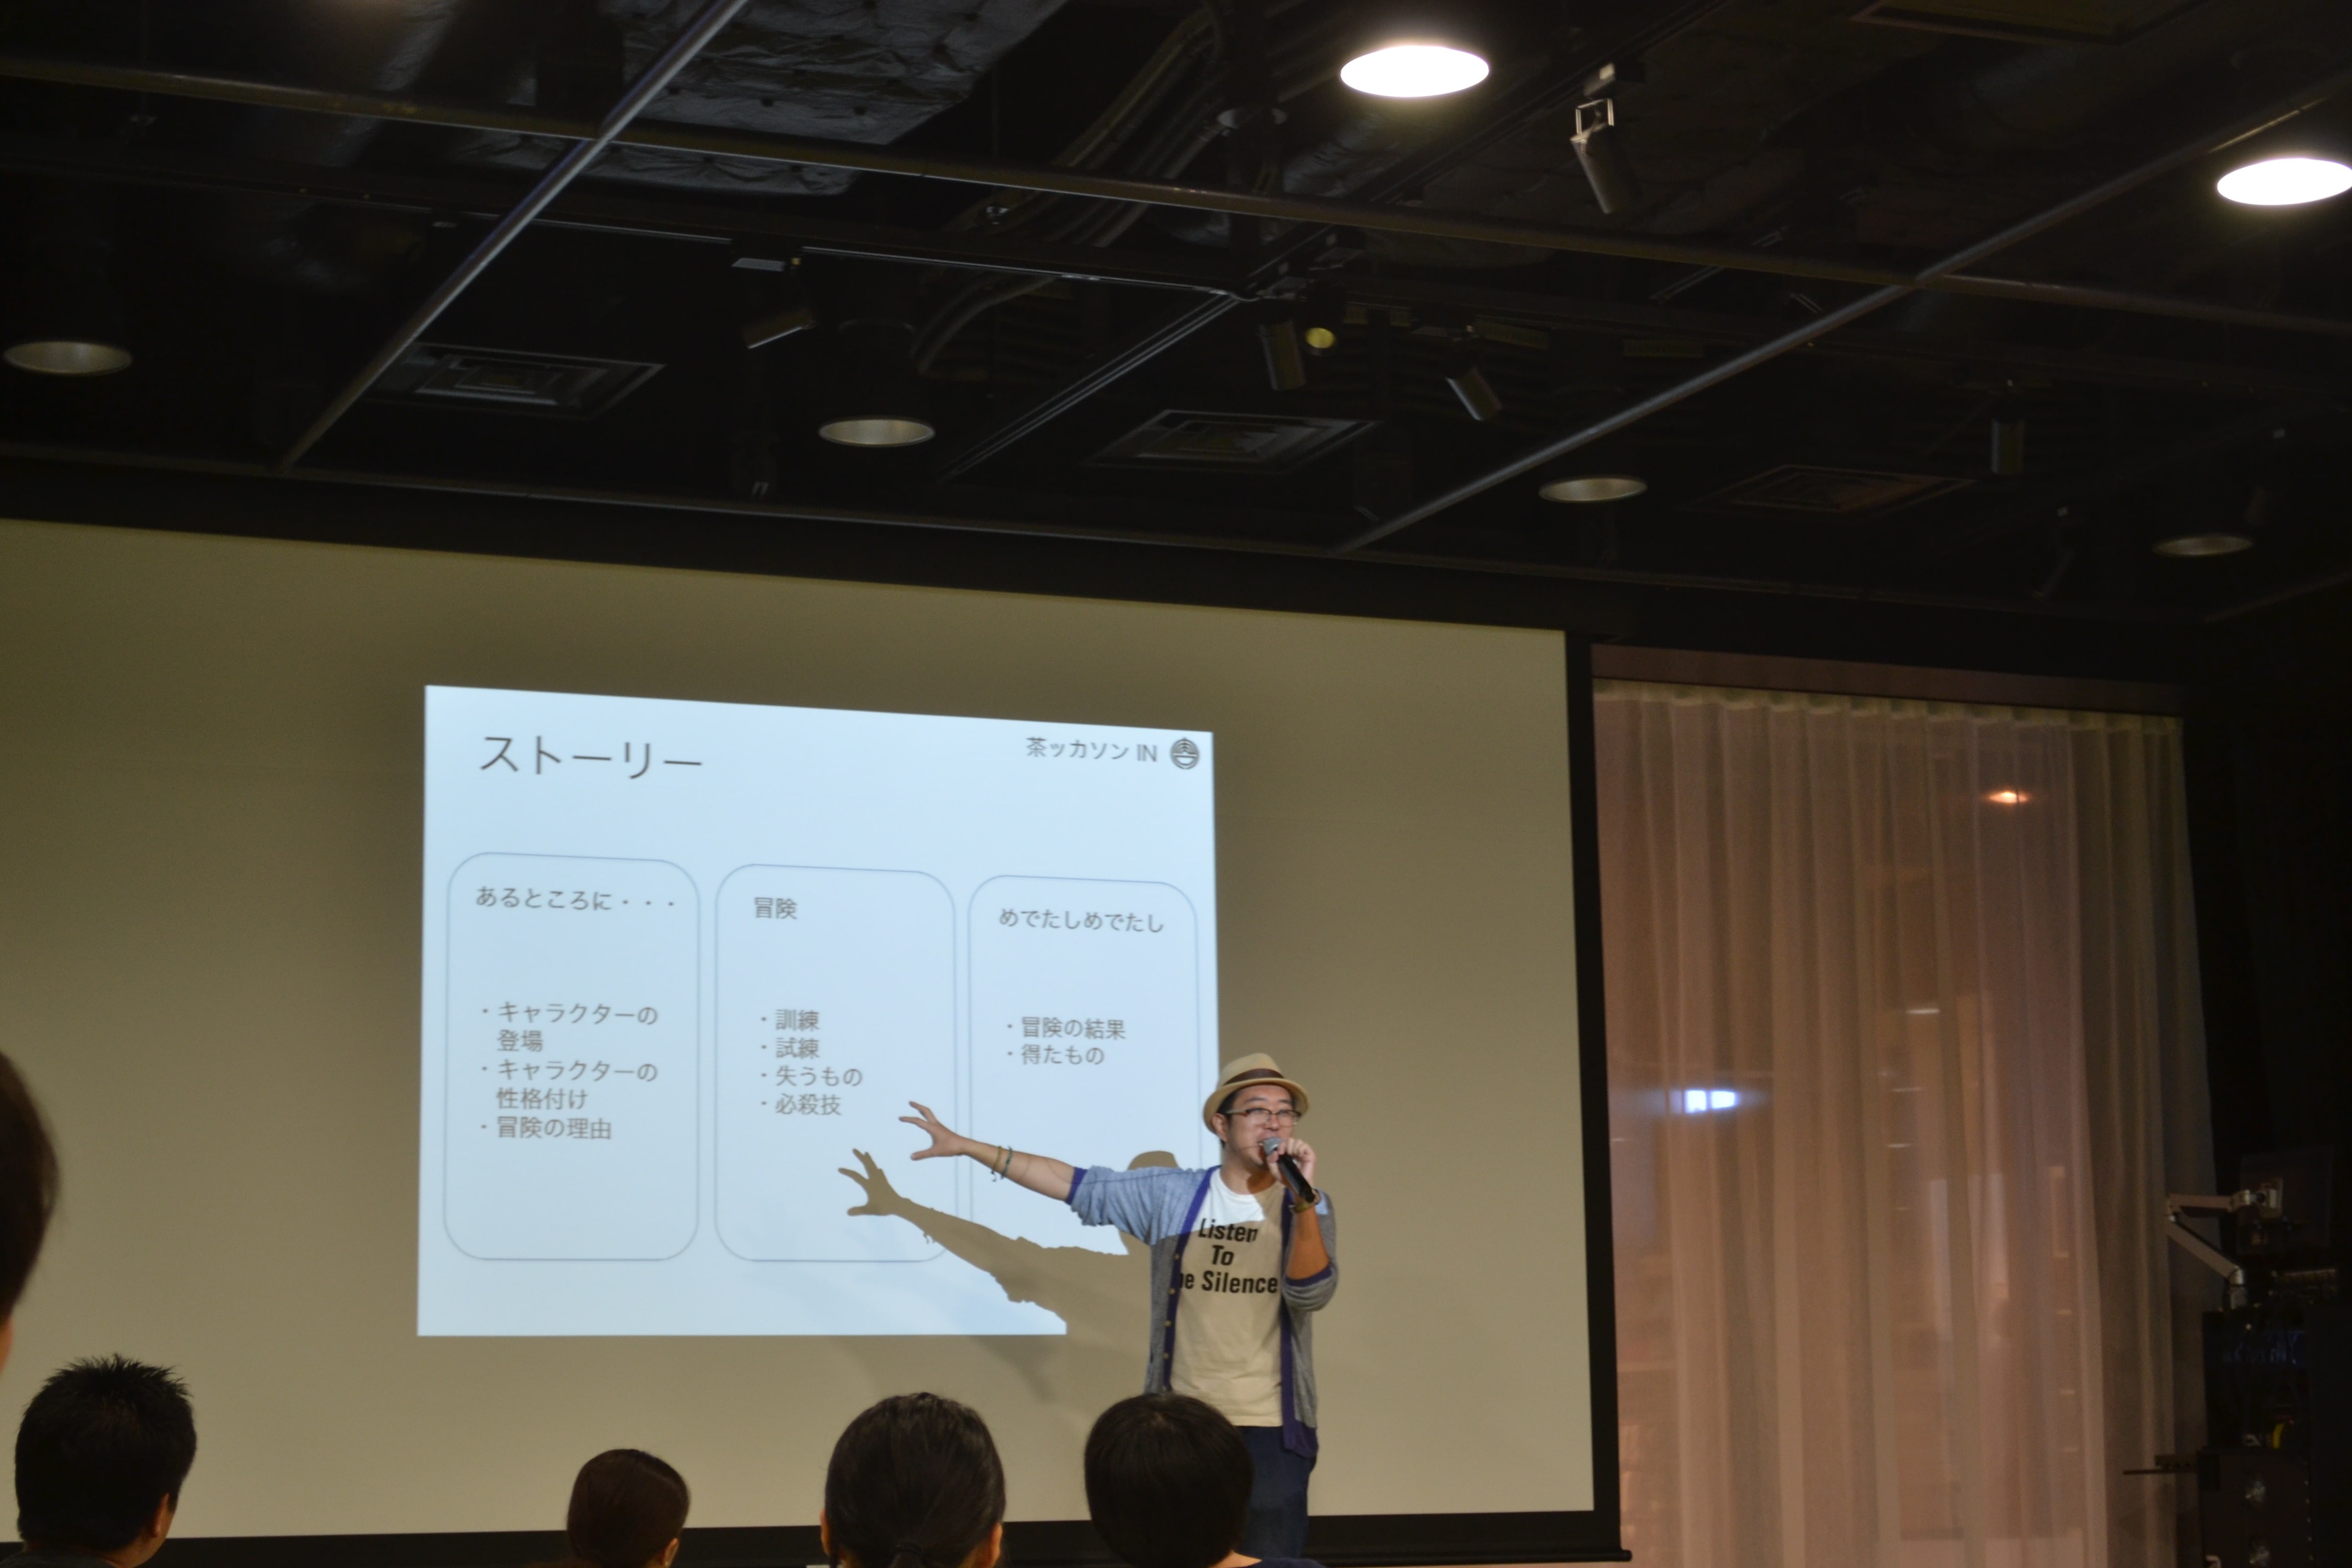 ストーリー
茶ッカソン IN
あるところに・・・
・キャラクターの
登場
・キャラクターの
性格付け
・冒険の理由
冒険
・訓練
・試練
・失うもの
・必殺技
めでたしめでたし
・冒険の結果
・得たもの
Listen
To
he Silence